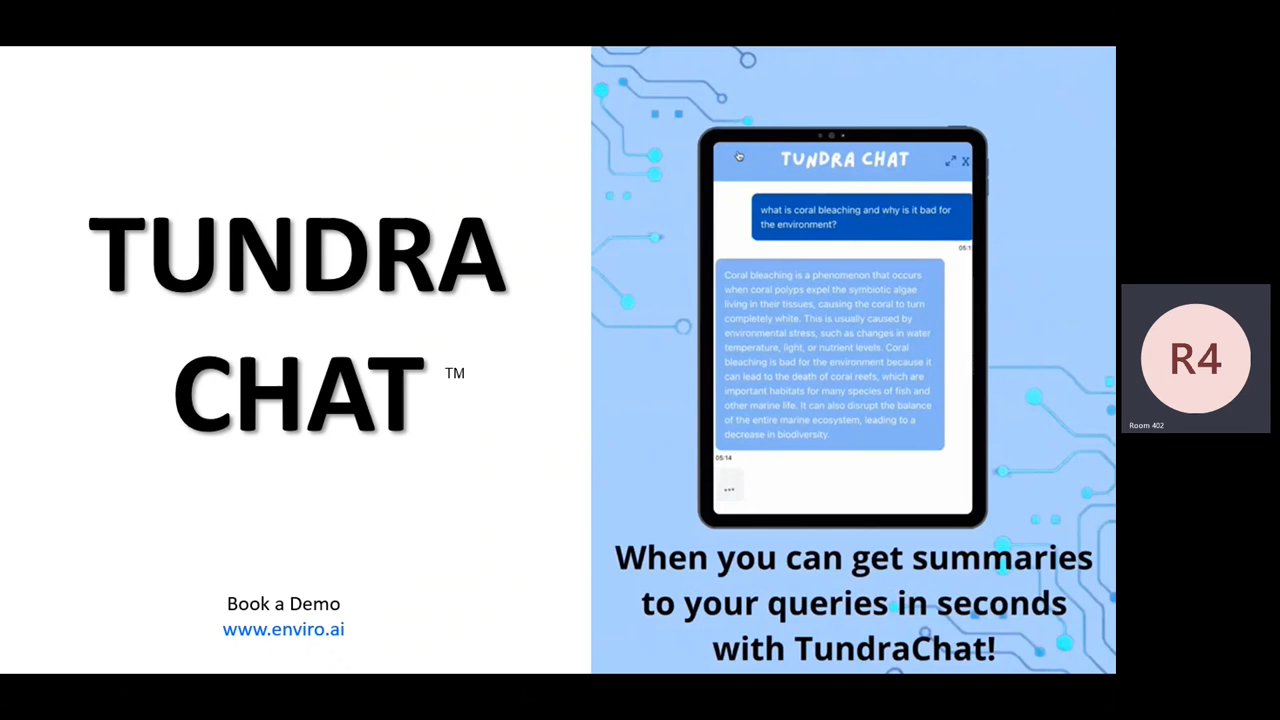 TUNDRA
CHAT ™
Book a Demo
www.enviro.ai
TUNDRA CHAT
X
what is coral bleaching and why is it bad for
the environment?
Coral bleaching is a phenomenon that occurs
when coral polyps expel the symbiotic algae
living in their tissues, causing the coral to turn
completely white. This is usually caused by
environmental stress, such as changes in water
temperature, light, or nutrient levels. Coral
bleaching is bad for the environment because it
can lead to the death of coral reefs, which are
important habitats for many species of fish and
other marine life. It can also disrupt the balance
of the entire marine ecosystem, leading to a
decrease in biodiversity.
05:14
...
When you can get summaries
to your queries in seconds
with TundraChat!
R4
Room 402